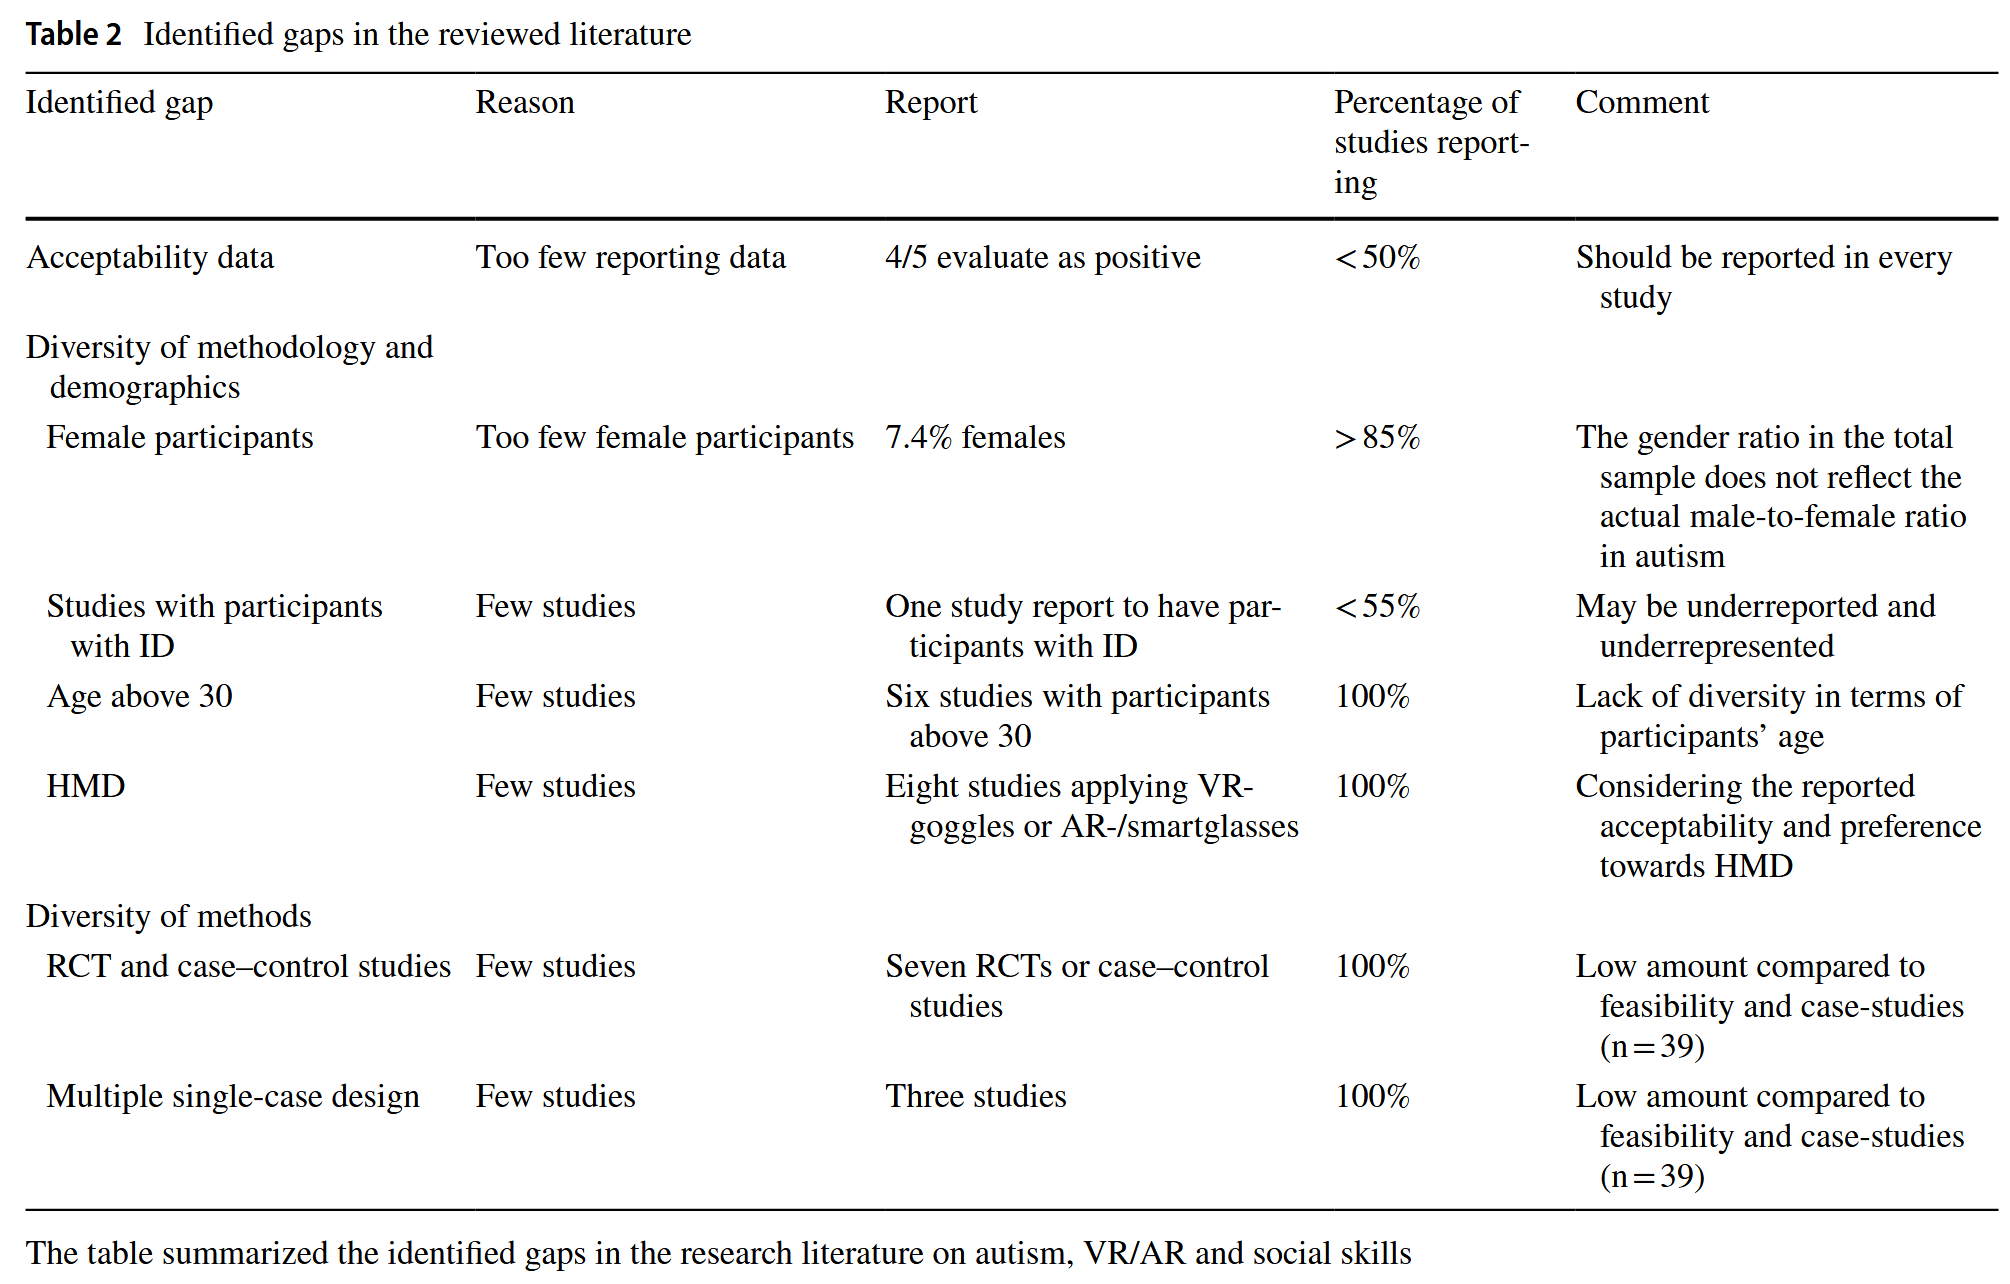 Table 2 Identified gaps in the reviewed literature
Identified gap Reason Report Percentage of studies report-ing Comment
Acceptability data Too few reporting data 4/5 evaluate as positive <50% Should be reported in every study
Diversity of methodology and demographics
Female participants Too few female participants 7.4% females >85% The gender ratio in the total sample does not reflect the actual male-to-female ratio in autism
Studies with participants with ID Few studies One study report to have par-ticipants with ID <55% May be underreported and underrepresented
Age above 30 Few studies Six studies with participants above 30 100% Lack of diversity in terms of participants’ age
HMD Few studies Eight studies applying VR-goggles or AR-/smartglasses 100% Considering the reported acceptability and preference towards HMD
Diversity of methods
RCT and case–control studies Few studies Seven RCTs or case–control studies 100% Low amount compared to feasibility and case-studies (n=39)
Multiple single-case design Few studies Three studies 100% Low amount compared to feasibility and case-studies (n=39)
The table summarized the identified gaps in the research literature on autism, VR/AR and social skills